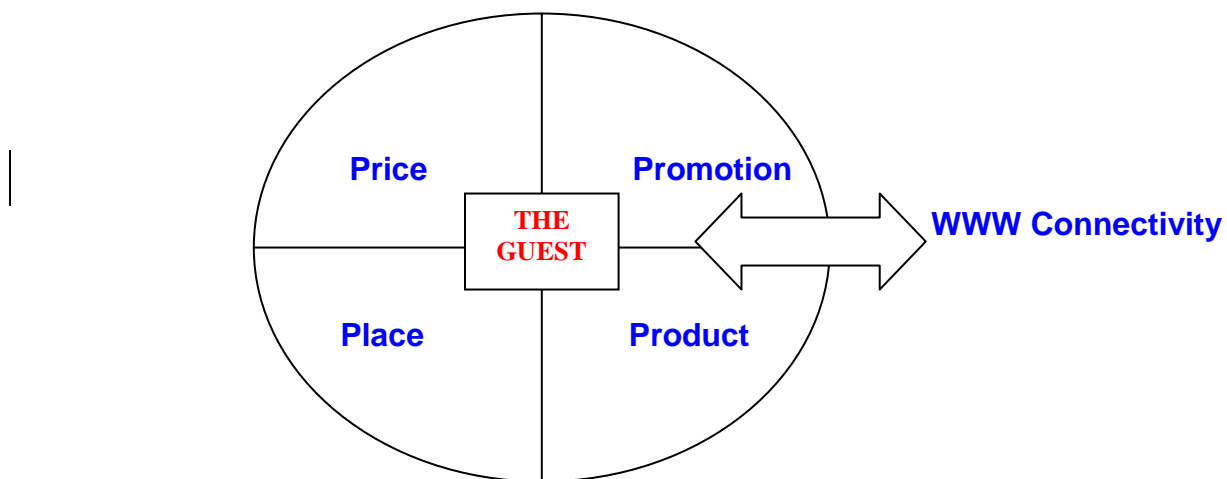 Price
Promotion
THE
GUEST
WWW Connectivity
Place
Product